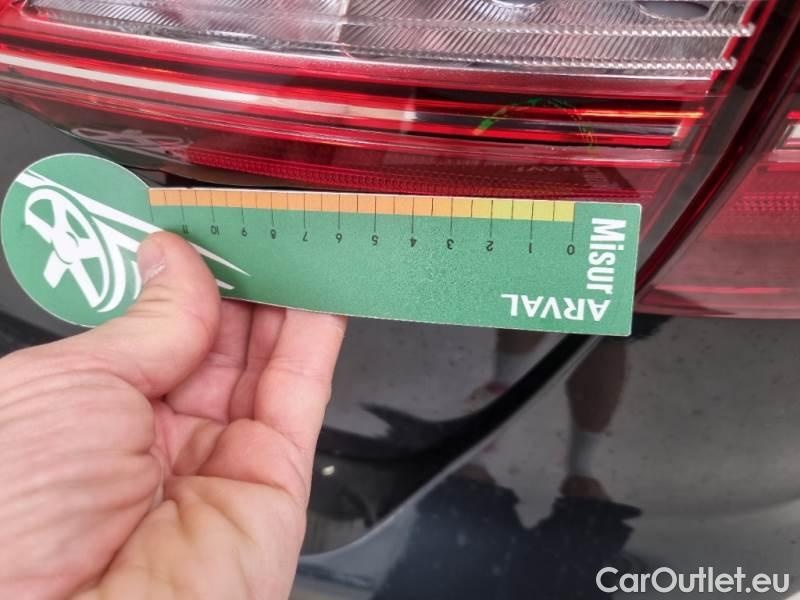 Misur
ARVAL
0 1 2 3 4 5 6 7 8 9 10 11
CarOutlet.eu